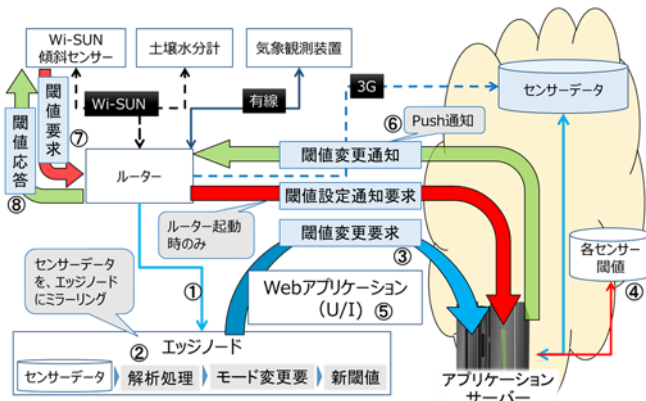 Wi-SUN
傾斜センサー
土壌水分計
気象観測装置
3G
センサーデータ
Wi-SUN
有線
Push通知
⑥
閾値要求
閾値応答
⑦
⑧
ルーター
閾値変更通知
閾値設定通知要求
ルーター起動
時のみ
閾値変更要求
③
各センサー
閾値
④
センサーデータ
を、エッジノード
にミラーリング
①
Webアプリケーション
(U/I)
⑤
②
エッジノード
センサーデータ
解析処理
モード変更要
新閾値
アプリケーション
サーバー